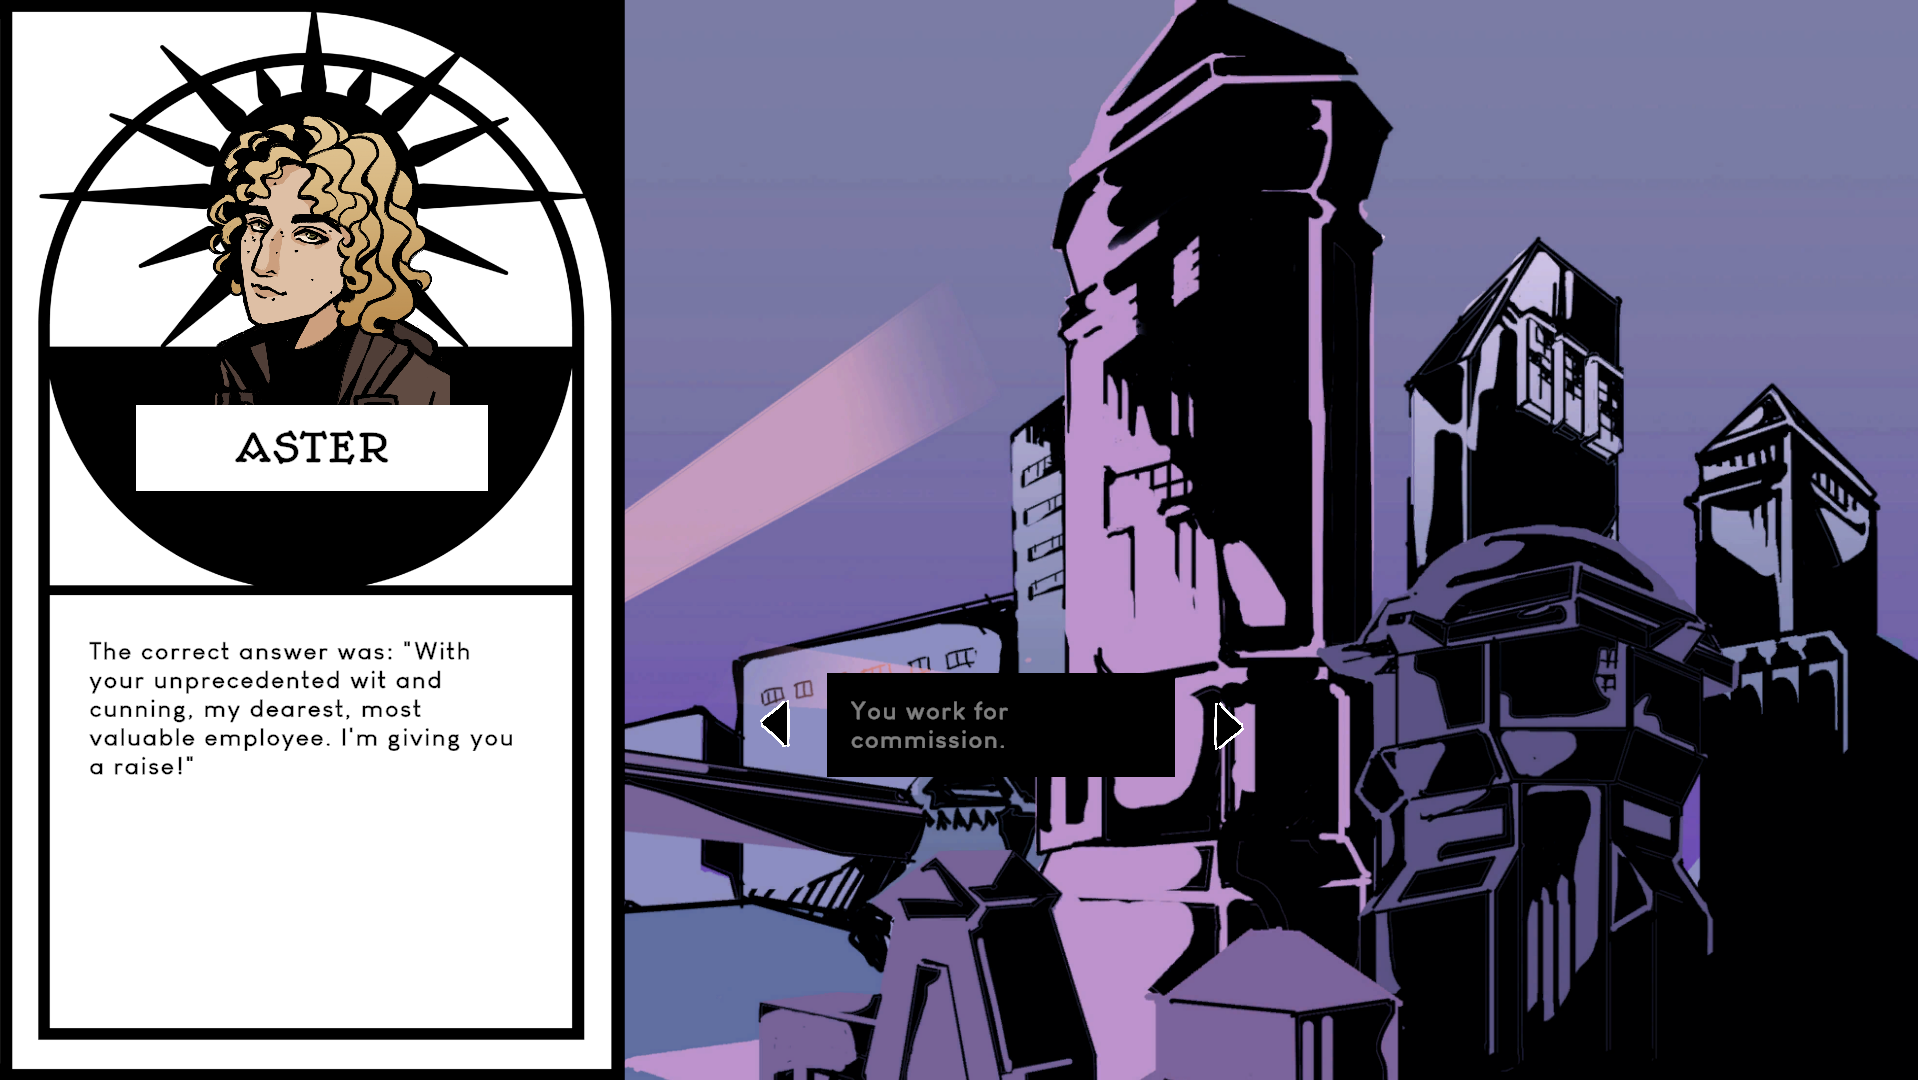 ASTER
The correct answer was: "With
your unprecedented wit and
cunning, my dearest, most
valuable employee. I'm giving you
a raise!"
You work for
commission.